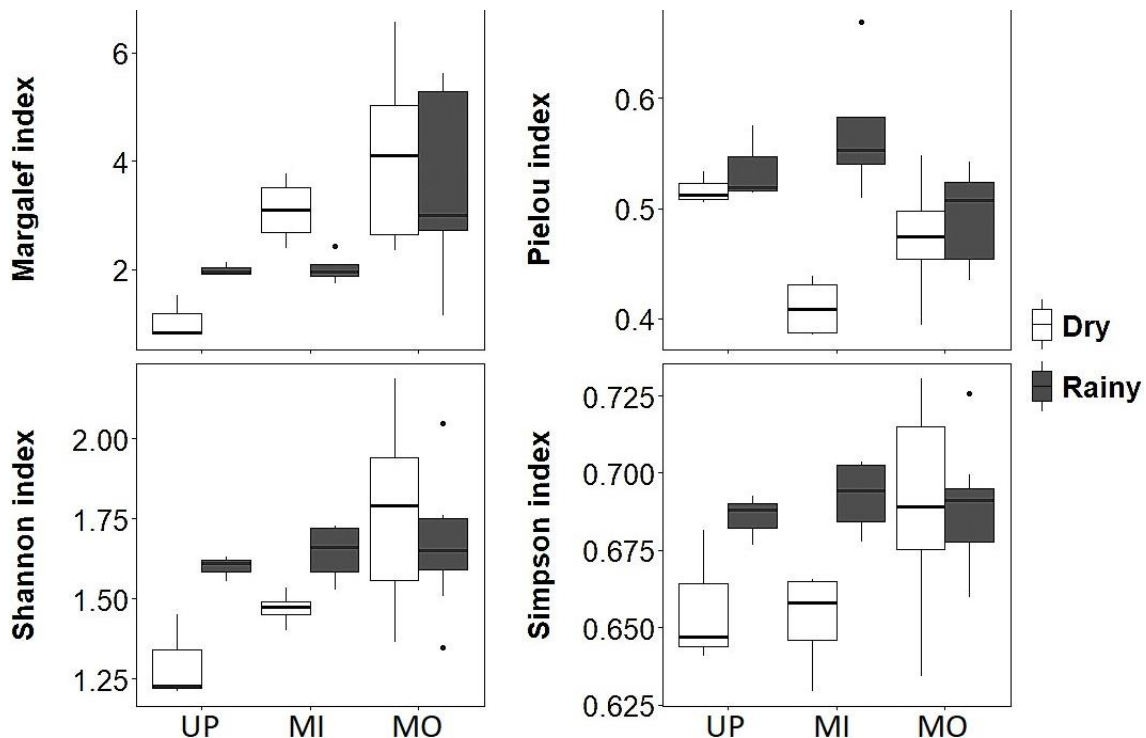 Margalef index
6
4
2
Pielou index
0.6
0.5
0.4
Dry
Rainy
Shannon index
2.00
1.75
1.50
1.25
UP MI MO
Simpson index
0.725
0.700
0.675
0.650
0.625
UP MI MO